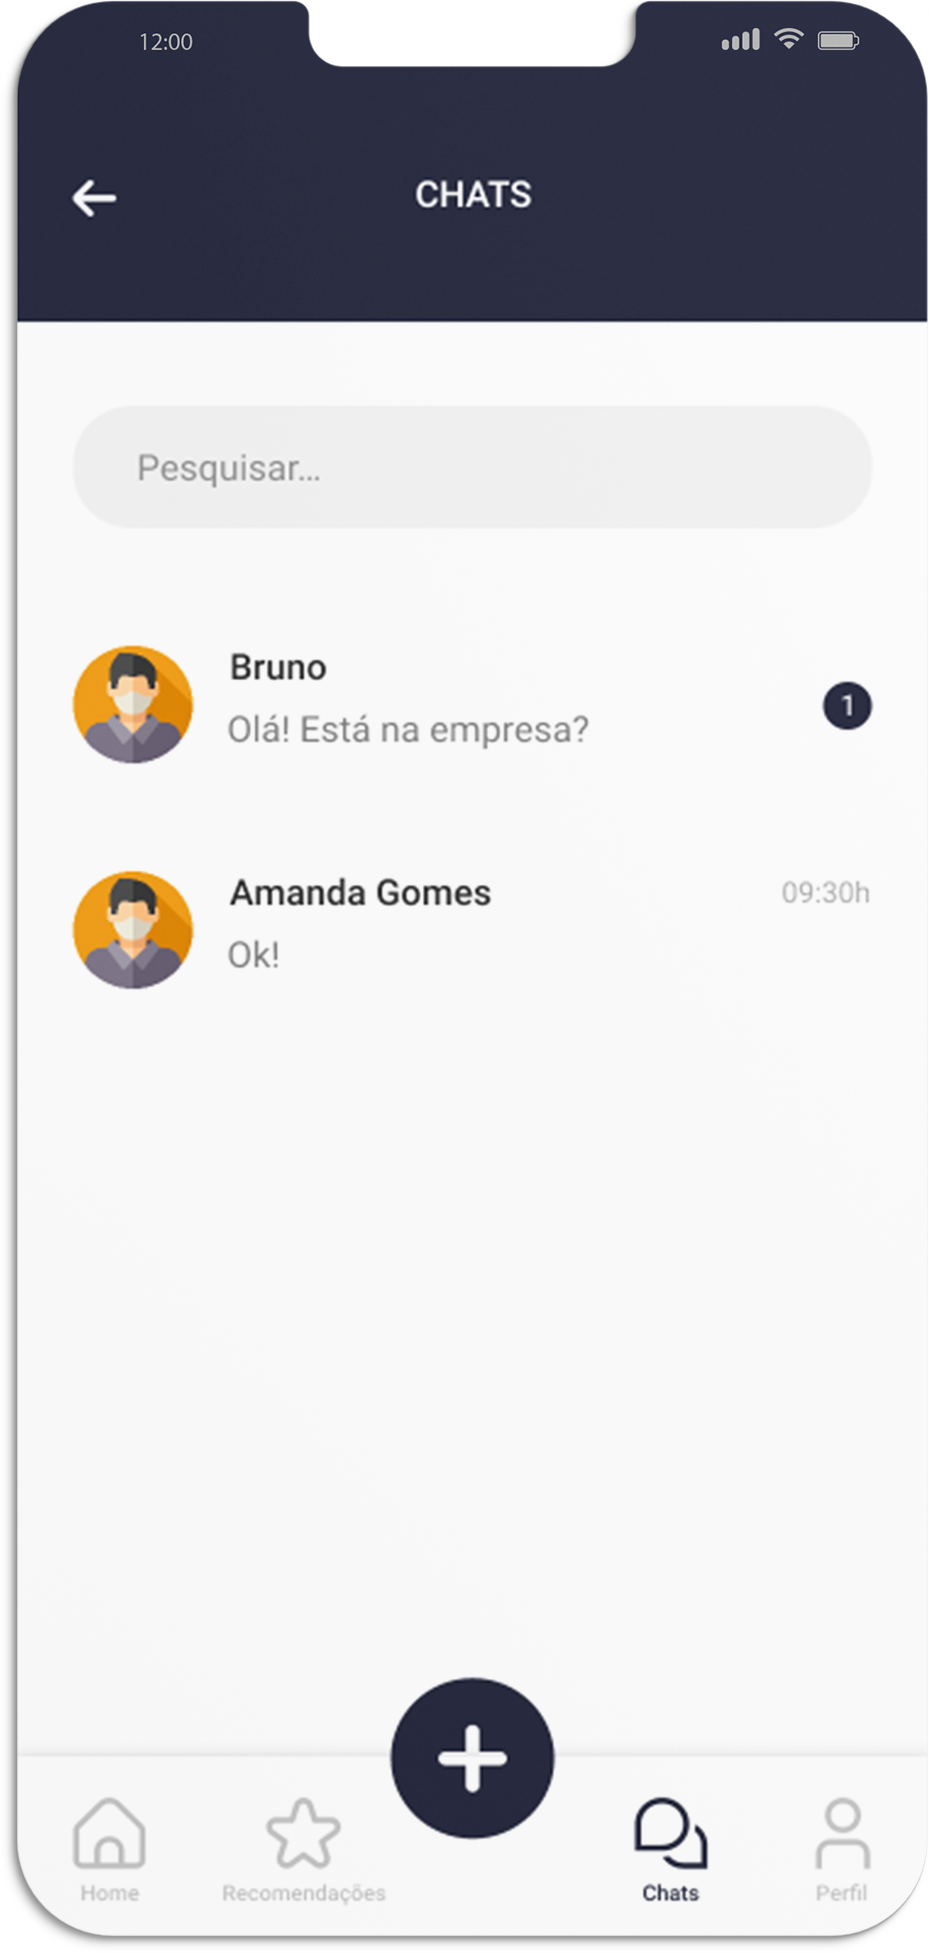 12:00
CHATS
Pesquisar...
Bruno
Olá! Está na empresa?
1
Amanda Gomes
09:30h
Ok!
Home
Recomendações
Chats
Perfil